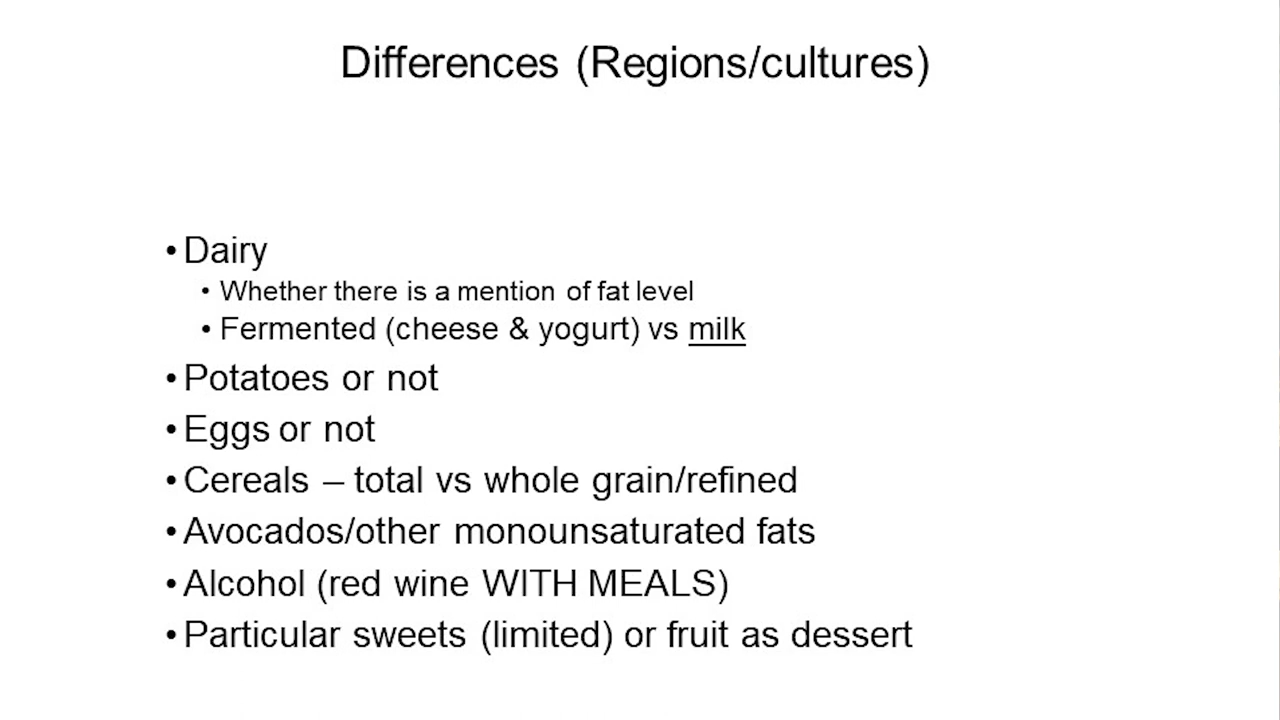 Differences (Regions/cultures)
• Dairy
• Whether there is a mention of fat level
• Fermented (cheese & yogurt) vs milk
• Potatoes or not
• Eggs or not
• Cereals – total vs whole grain/refined
• Avocados/other monounsaturated fats
• Alcohol (red wine WITH MEALS)
• Particular sweets (limited) or fruit as dessert